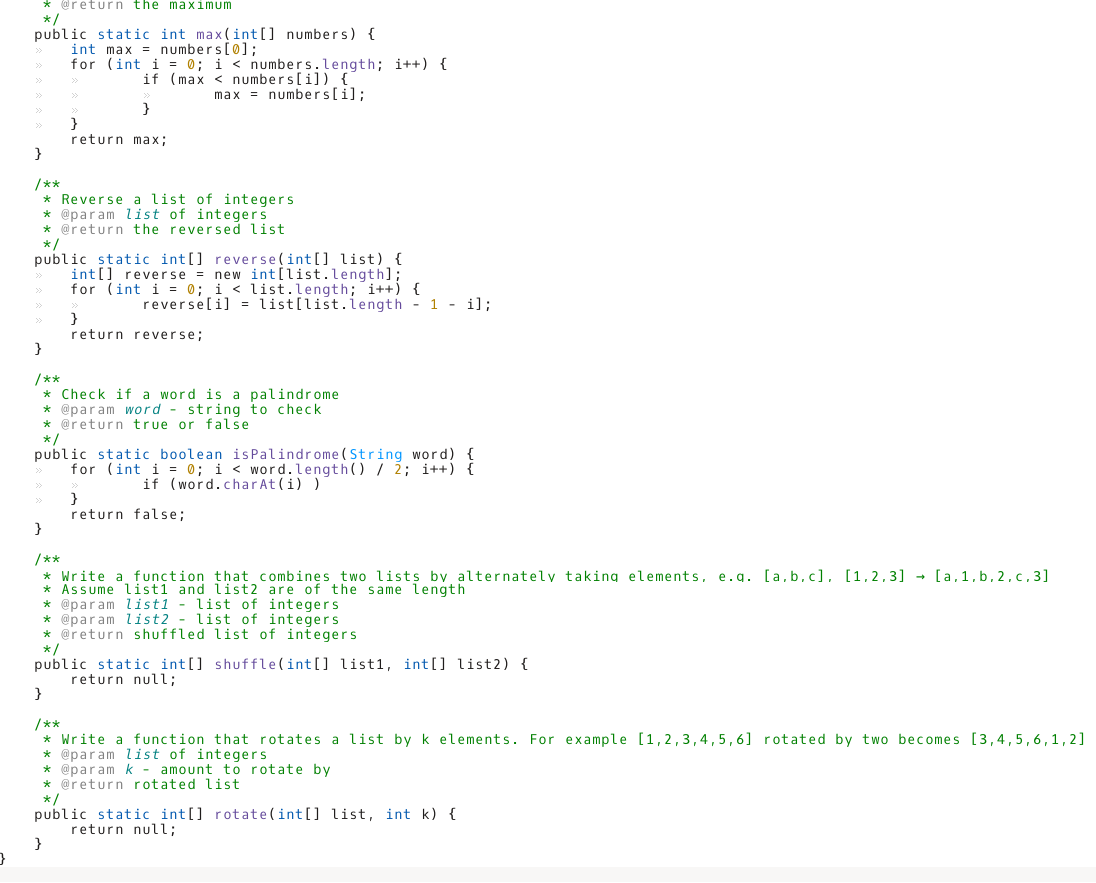 * @return the maximum
     */
    public static int max(int[] numbers) {
    »   int max = numbers[0];
    »   for (int i = 0; i < numbers.length; i++) {
    »   »       if (max < numbers[i]) {
    »   »       »       max = numbers[i];
    »   »       }
    »   }
        return max;
    }

    /**
     * Reverse a list of integers
     * @param list of integers
     * @return the reversed list
     */
    public static int[] reverse(int[] list) {
    »   int[] reverse = new int[list.length];
    »   for (int i = 0; i < list.length; i++) {
    »   »       reverse[i] = list[list.length - 1 - i];
    »   }
        return reverse;
    }

    /**
     * Check if a word is a palindrome
     * @param word - string to check
     * @return true or false
     */
    public static boolean isPalindrome(String word) {
    »   for (int i = 0; i < word.length() / 2; i++) {
    »   »       if (word.charAt(i) )
    »   }
        return false;
    }

    /**
     * Write a function that combines two lists by alternately taking elements, e.g. [a,b,c], [1,2,3] → [a,1,b,2,c,3]
     * Assume list1 and list2 are of the same length
     * @param list1 - list of integers
     * @param list2 - list of integers
     * @return shuffled list of integers
     */
    public static int[] shuffle(int[] list1, int[] list2) {
        return null;
    }

    /**
     * Write a function that rotates a list by k elements. For example [1,2,3,4,5,6] rotated by two becomes [3,4,5,6,1,2]
     * @param list of integers
     * @param k - amount to rotate by
     * @return rotated list
     */
    public static int[] rotate(int[] list, int k) {
        return null;
    }
}